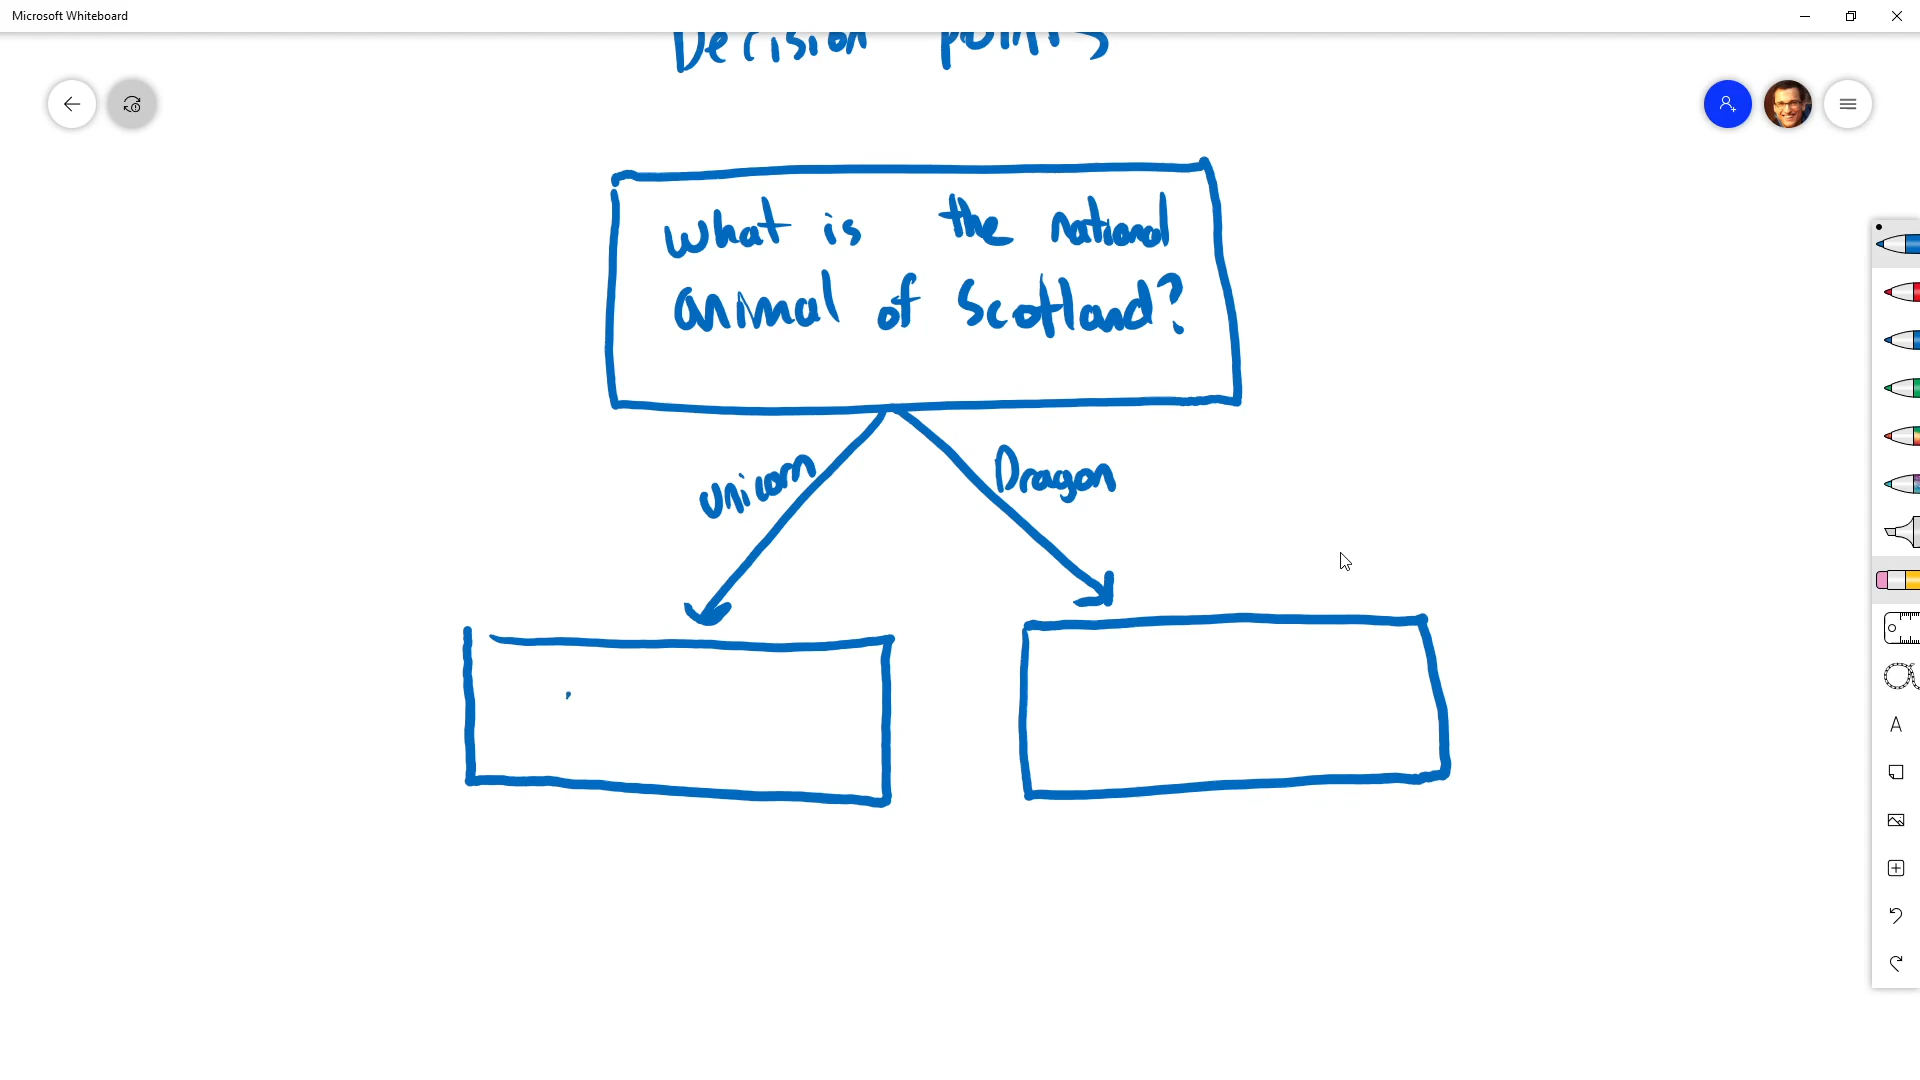 Microsoft Whiteboard
Decision points
what is the national
animal of Scotland?
unicorn
Dragon
A